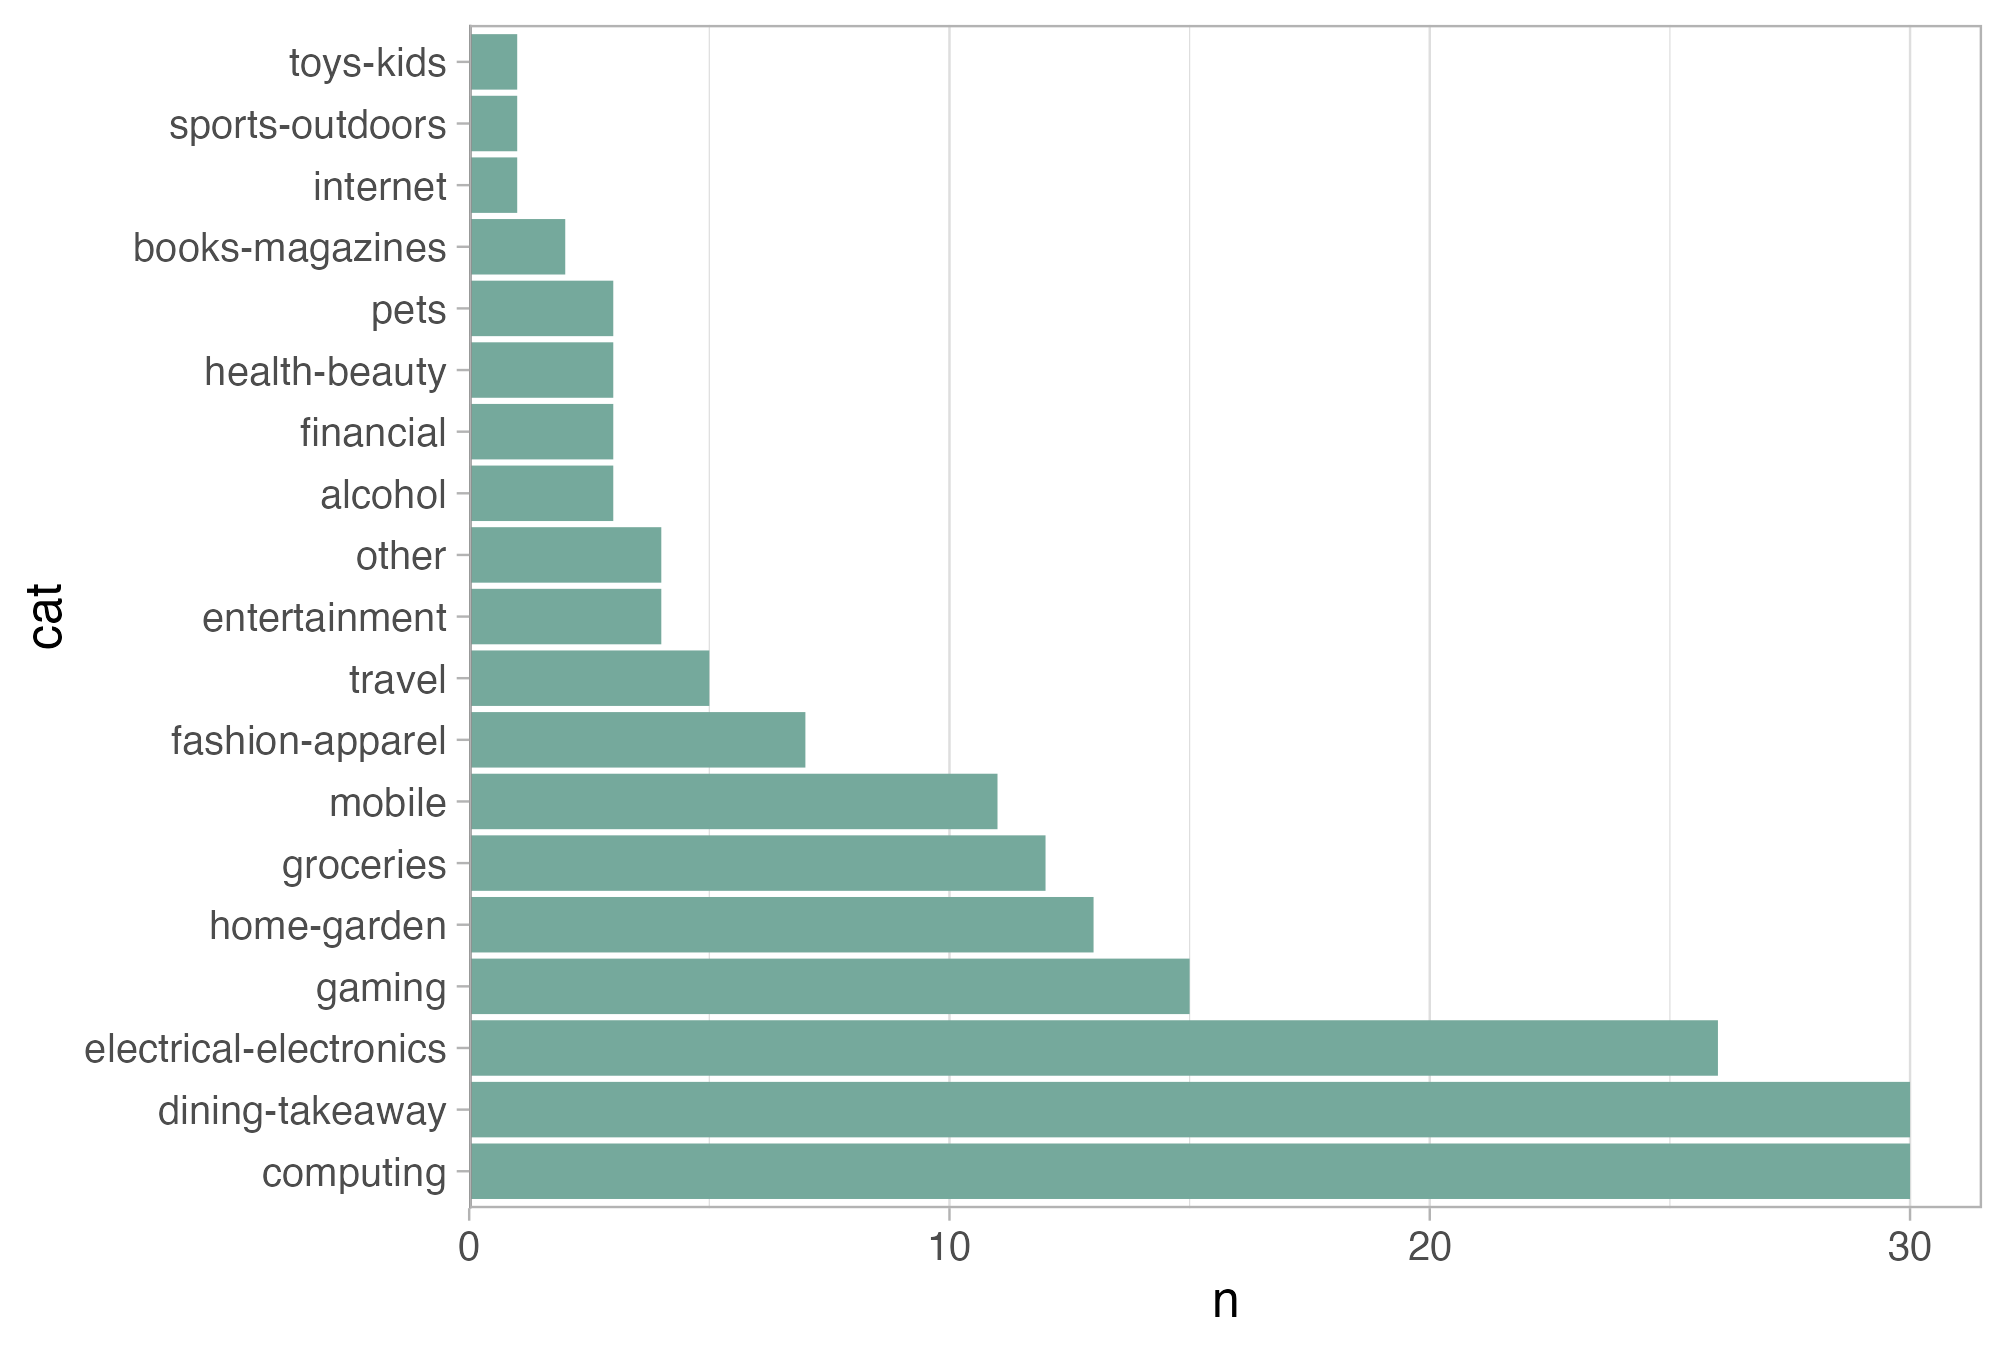 toys-kids
sports-outdoors
internet
books-magazines
pets
health-beauty
financial
alcohol
other
entertainment
travel
fashion-apparel
mobile
groceries
home-garden
gaming
electrical-electronics
dining-takeaway
computing
cat
0 10 20 30
n